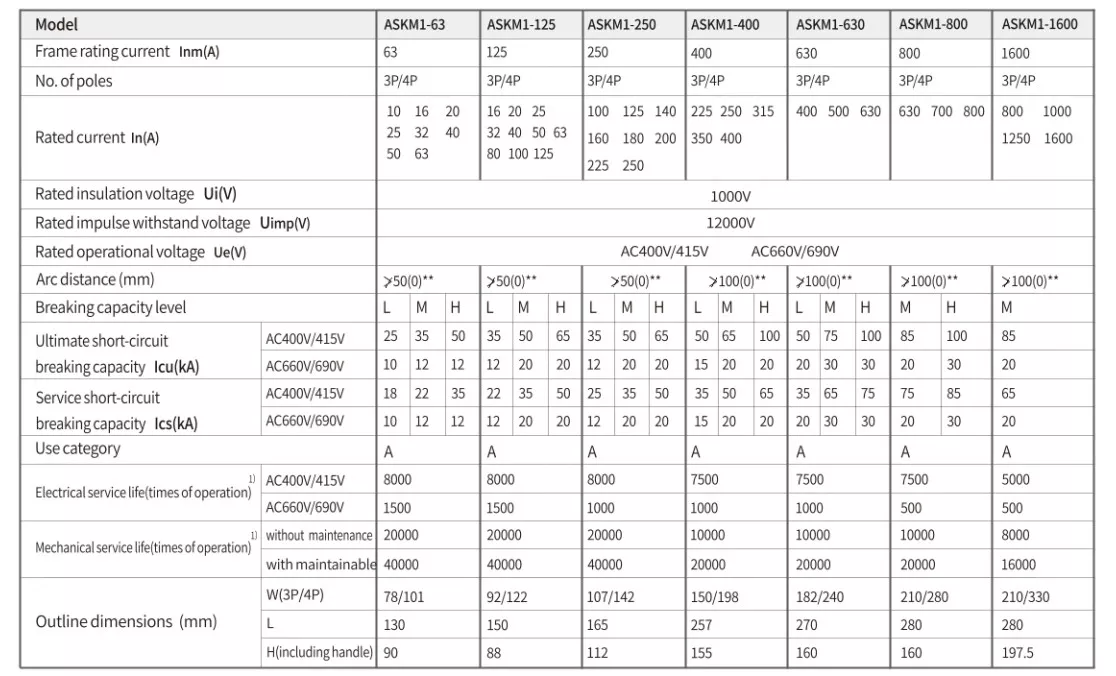 Model ASKM1-63 ASKM1-125 ASKM1-250 ASKM1-400 ASKM1-630 ASKM1-800 ASKM1-1600
Frame rating current Inm(A) 63 125 250 400 630 800 1600
No. of poles 3P/4P 3P/4P 3P/4P 3P/4P 3P/4P 3P/4P 3P/4P
Rated current In(A)
10 16 20
25 32 40
50 63
16 20 25
32 40 50 63
80 100 125
100 125 140
160 180 200
225 250
225 250 315
350 400
400 500 630
630 700 800
800 1000
1250 1600
Rated insulation voltage Ui(V) 1000V
Rated impulse withstand voltage Uimp(V) 12000V
Rated operational voltage Ue(V) AC400V/415V AC660V/690V
Arc distance (mm) ⩾50(0)** ⩾50(0)** ⩾50(0)** ⩾100(0)** ⩾100(0)** ⩾100(0)** ⩾100(0)**
Breaking capacity level L M H L M H L M H L M H L M H M H M
Ultimate short-circuit
breaking capacity Icu(kA)
AC400V/415V 25 35 50 35 50 65 35 50 65 50 65 100 50 75 100 85 100 85
AC660V/690V 10 12 12 12 20 20 12 20 20 15 20 20 20 30 30 20 30 20
Service short-circuit
breaking capacity Ics(kA)
AC400V/415V 18 22 35 22 35 50 25 35 50 35 50 65 35 65 75 75 85 65
AC660V/690V 10 12 12 12 20 20 12 20 20 15 20 20 20 30 30 20 30 20
Use category A A A A A A A
Electrical service life(times of operation) 1)
AC400V/415V 8000 8000 8000 7500 7500 7500 5000
AC660V/690V 1500 1500 1000 1000 1000 500 500
Mechanical service life(times of operation) 1)
without maintenance 20000 20000 20000 10000 10000 10000 8000
with maintainable 40000 40000 40000 20000 20000 20000 16000
Outline dimensions (mm)
W(3P/4P) 78/101 92/122 107/142 150/198 182/240 210/280 210/330
L 130 150 165 257 270 280 280
H(including handle) 90 88 112 155 160 160 197.5